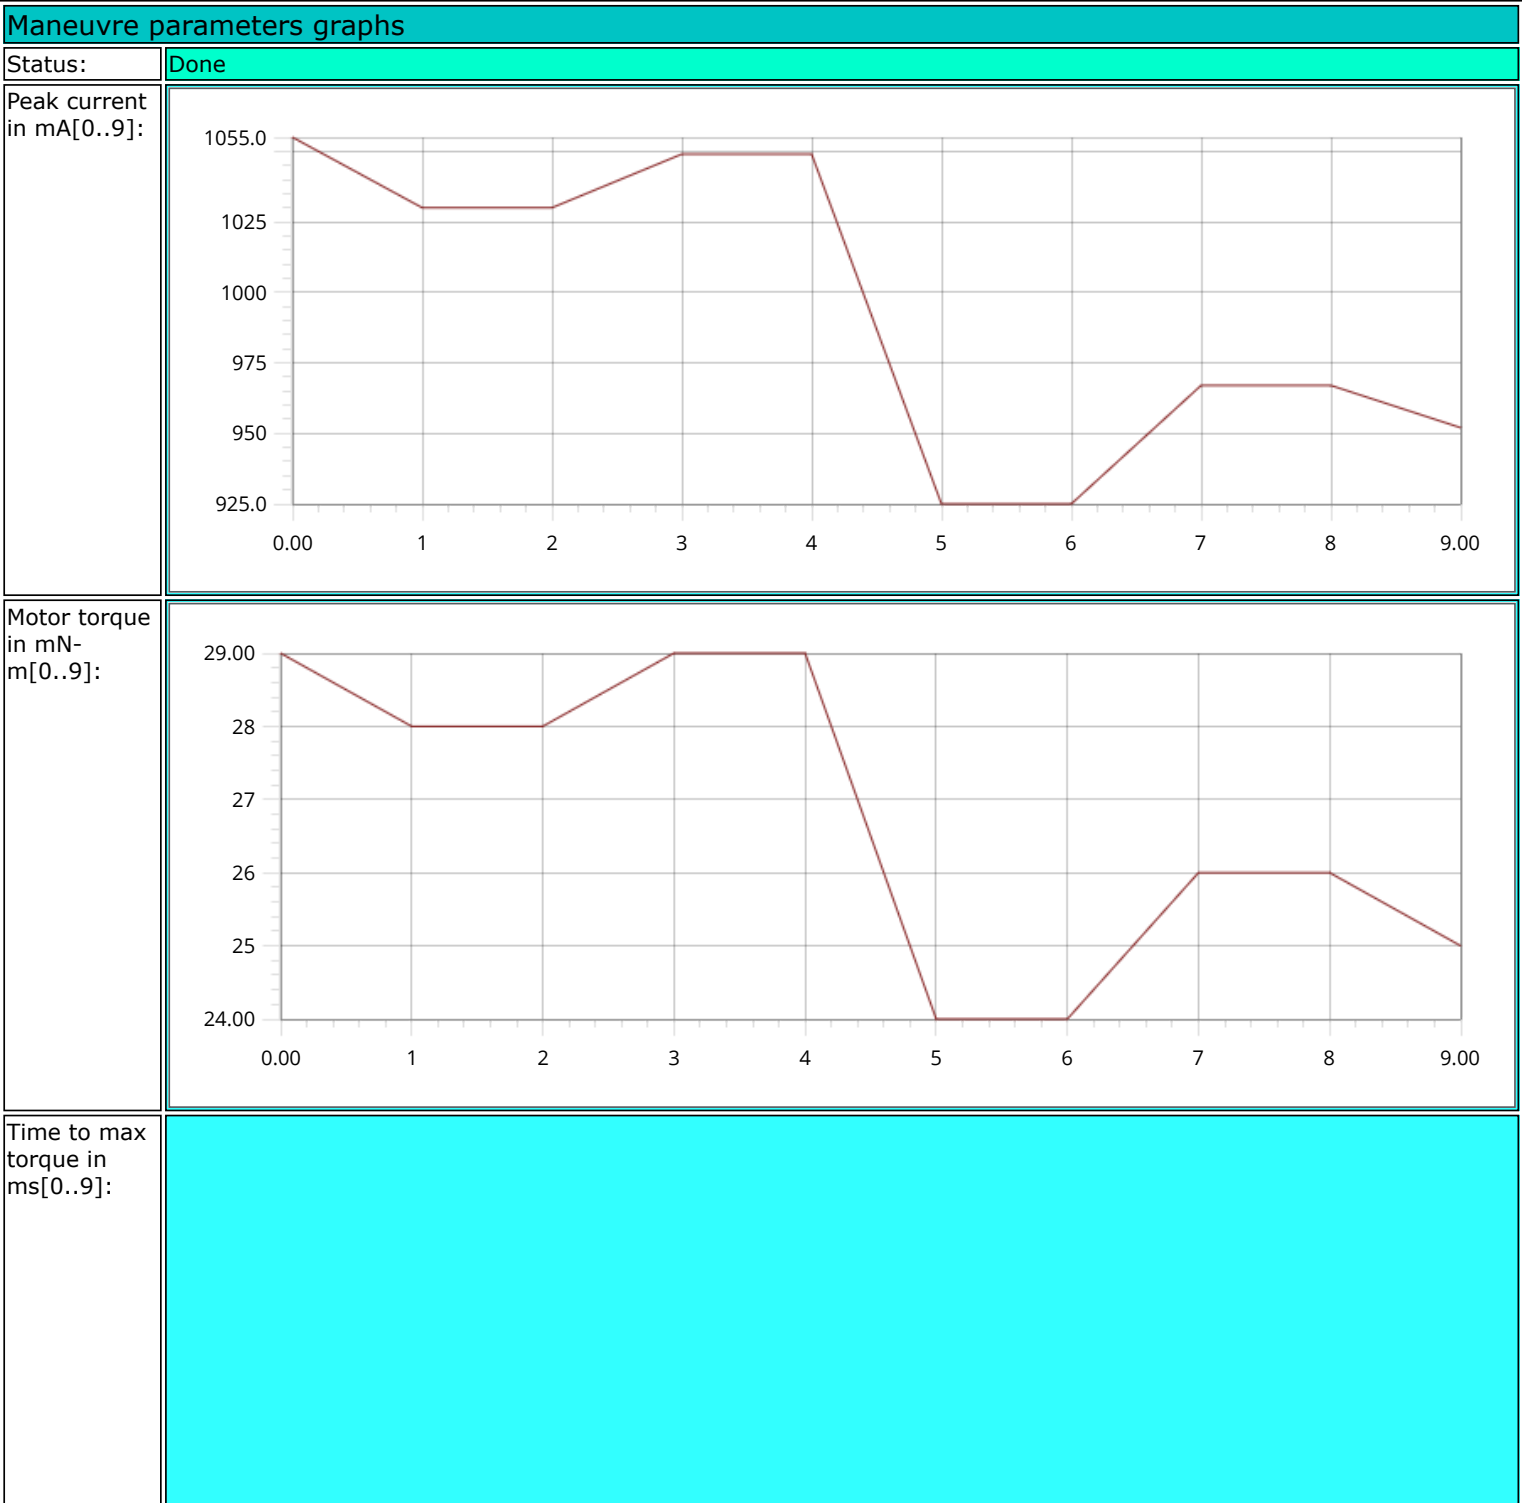 Maneuvre parameters graphs
Status:
Done
Peak current
in mA[0..9]:
1055.0
1025
1000
975
950
925.0
0.00 1 2 3 4 5 6 7 8 9.00
Motor torque
in mN-
m[0..9]:
29.00
28
27
26
25
24.00
0.00 1 2 3 4 5 6 7 8 9.00
Time to max
torque in
ms[0..9]: